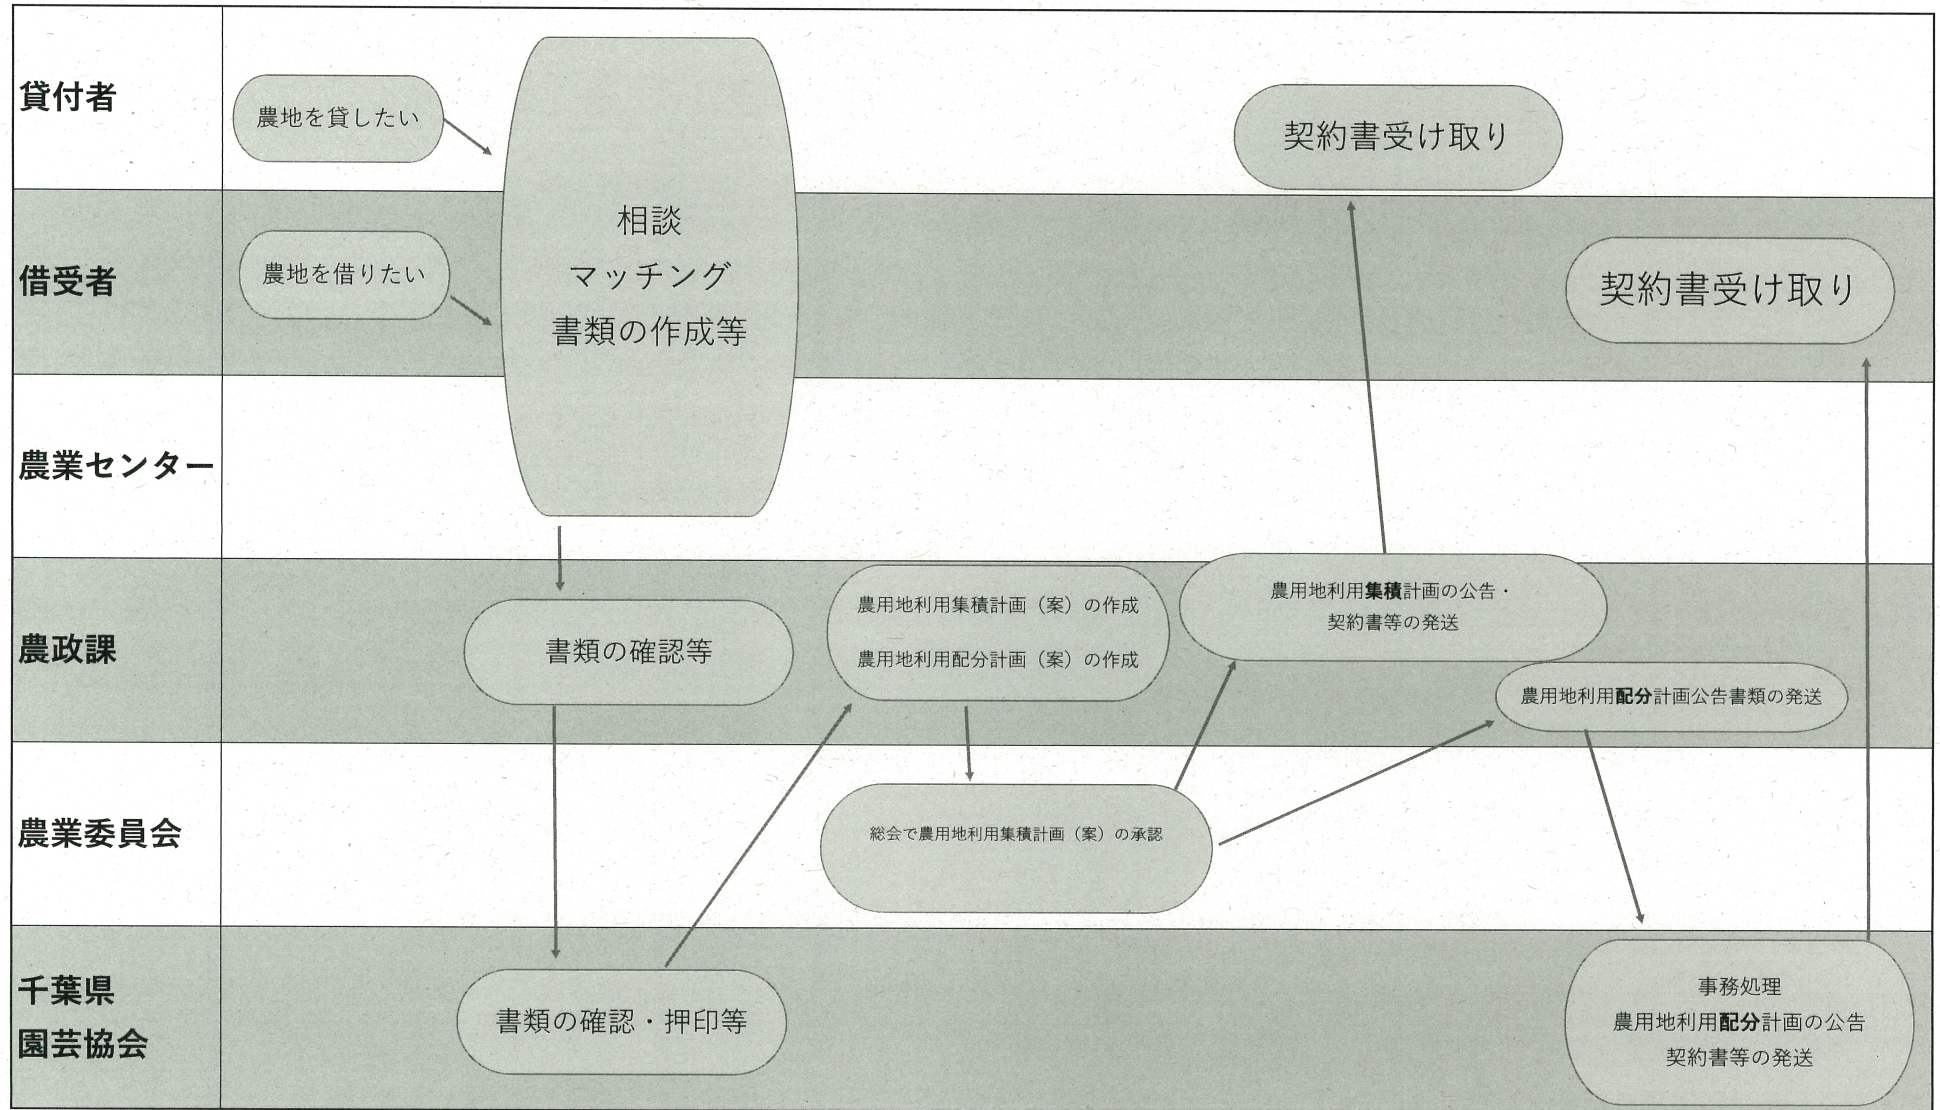 貸付者
農地を貸したい
契約書受け取り
借受者
農地を借りたい
相談
マッチング
書類の作成等
契約書受け取り
農業センター
農政課
書類の確認等
農用地利用集積計画（案）の作成
農用地利用配分計画（案）の作成
農用地利用集積計画の公告・
契約書等の発送
農用地利用配分計画公告書類の発送
農業委員会
総会で農用地利用集積計画（案）の承認
千葉県
園芸協会
書類の確認・押印等
事務処理
農用地利用配分計画の公告
契約書等の発送